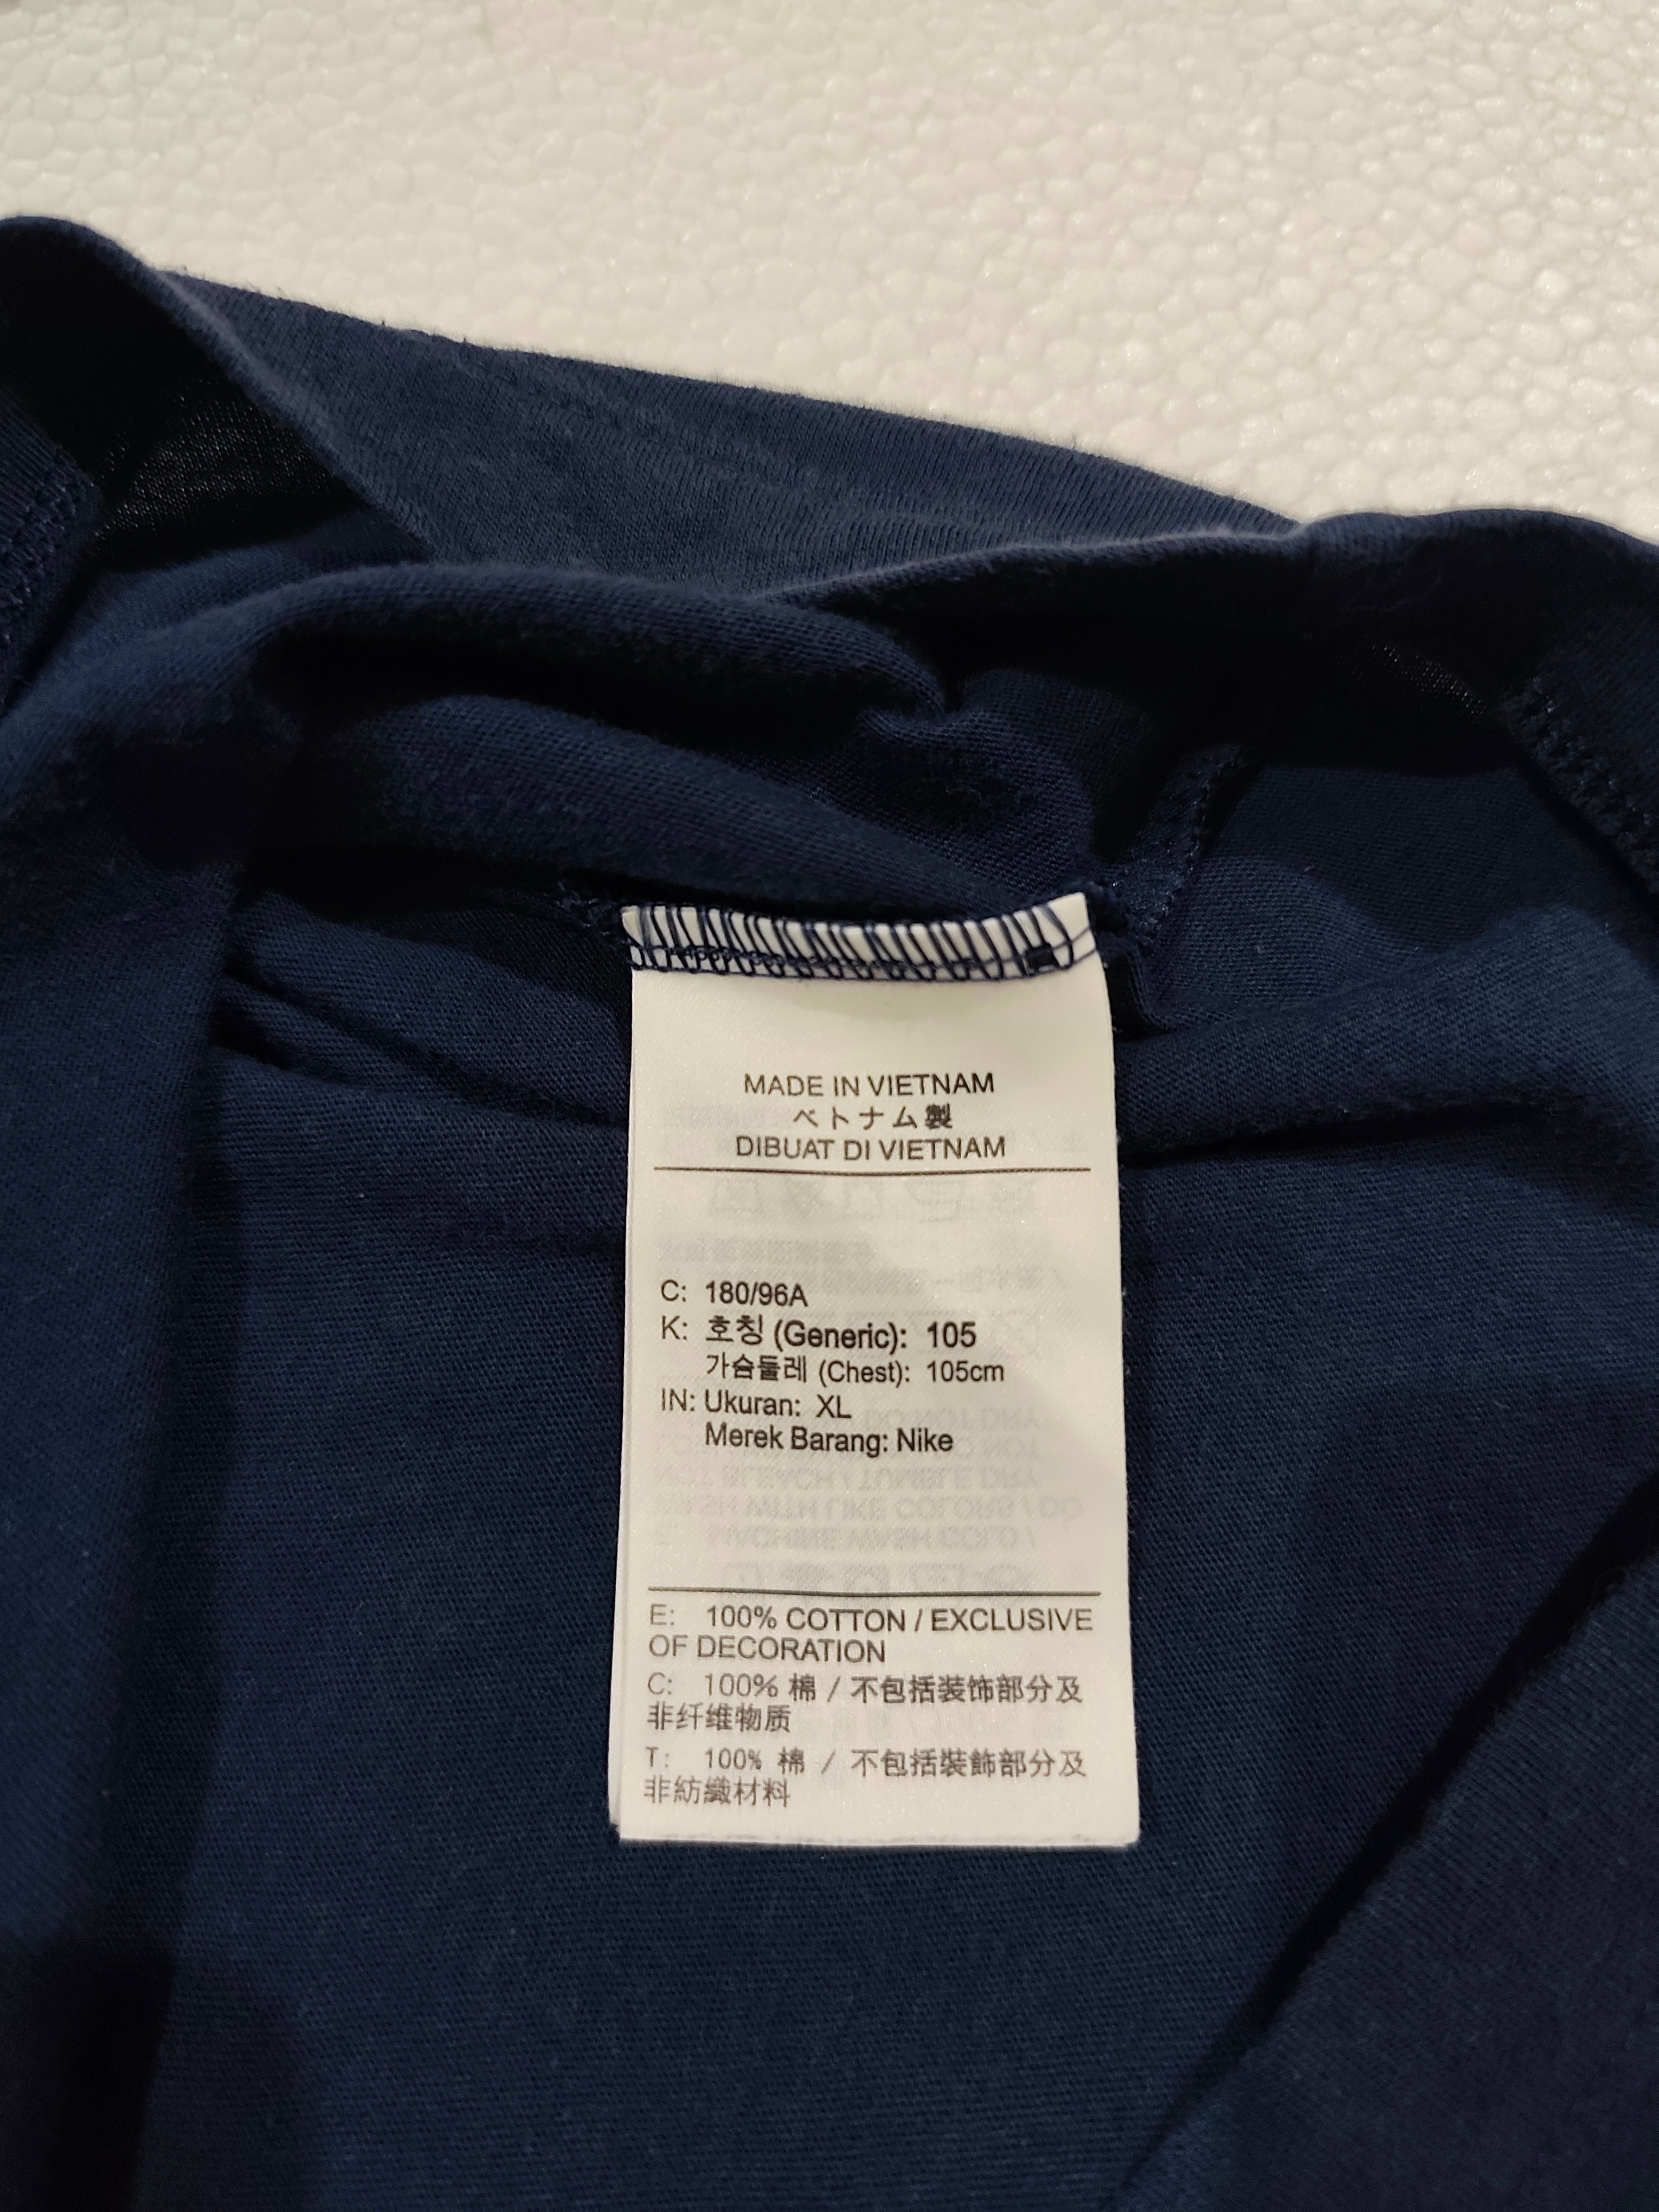 MADE IN VIETNAM
ベトナム製
DIBUAT DI VIETNAM
C: 180/96A
K: 호칭 (Generic): 105
가슴둘레 (Chest): 105cm
IN: Ukuran: XL
Merek Barang: Nike
E: 100% COTTON / EXCLUSIVE
OF DECORATION
C: 100% 棉 / 不包括装饰部分及
非纤维物质
T: 100% 棉 / 不包括裝飾部分及
非紡織材料